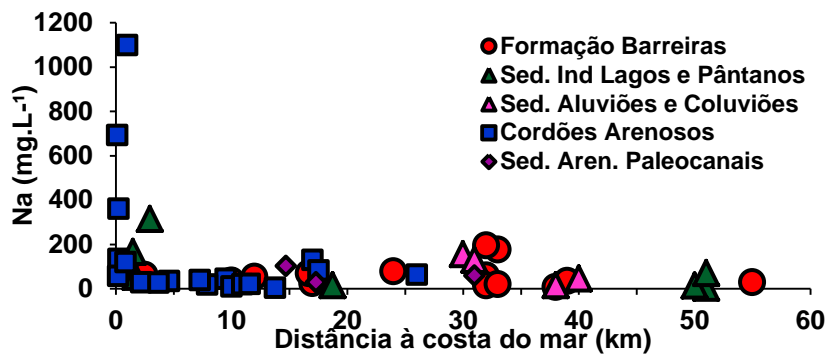 1200
1000
800
600
400
200
0
Na (mg.L-¹)
Formação Barreiras
Sed. Ind Lagos e Pântanos
Sed. Aluviões e Coluviões
Cordões Arenosos
Sed. Aren. Paleocanais
0 10 20 30 40 50 60
Distância à costa do mar (km)